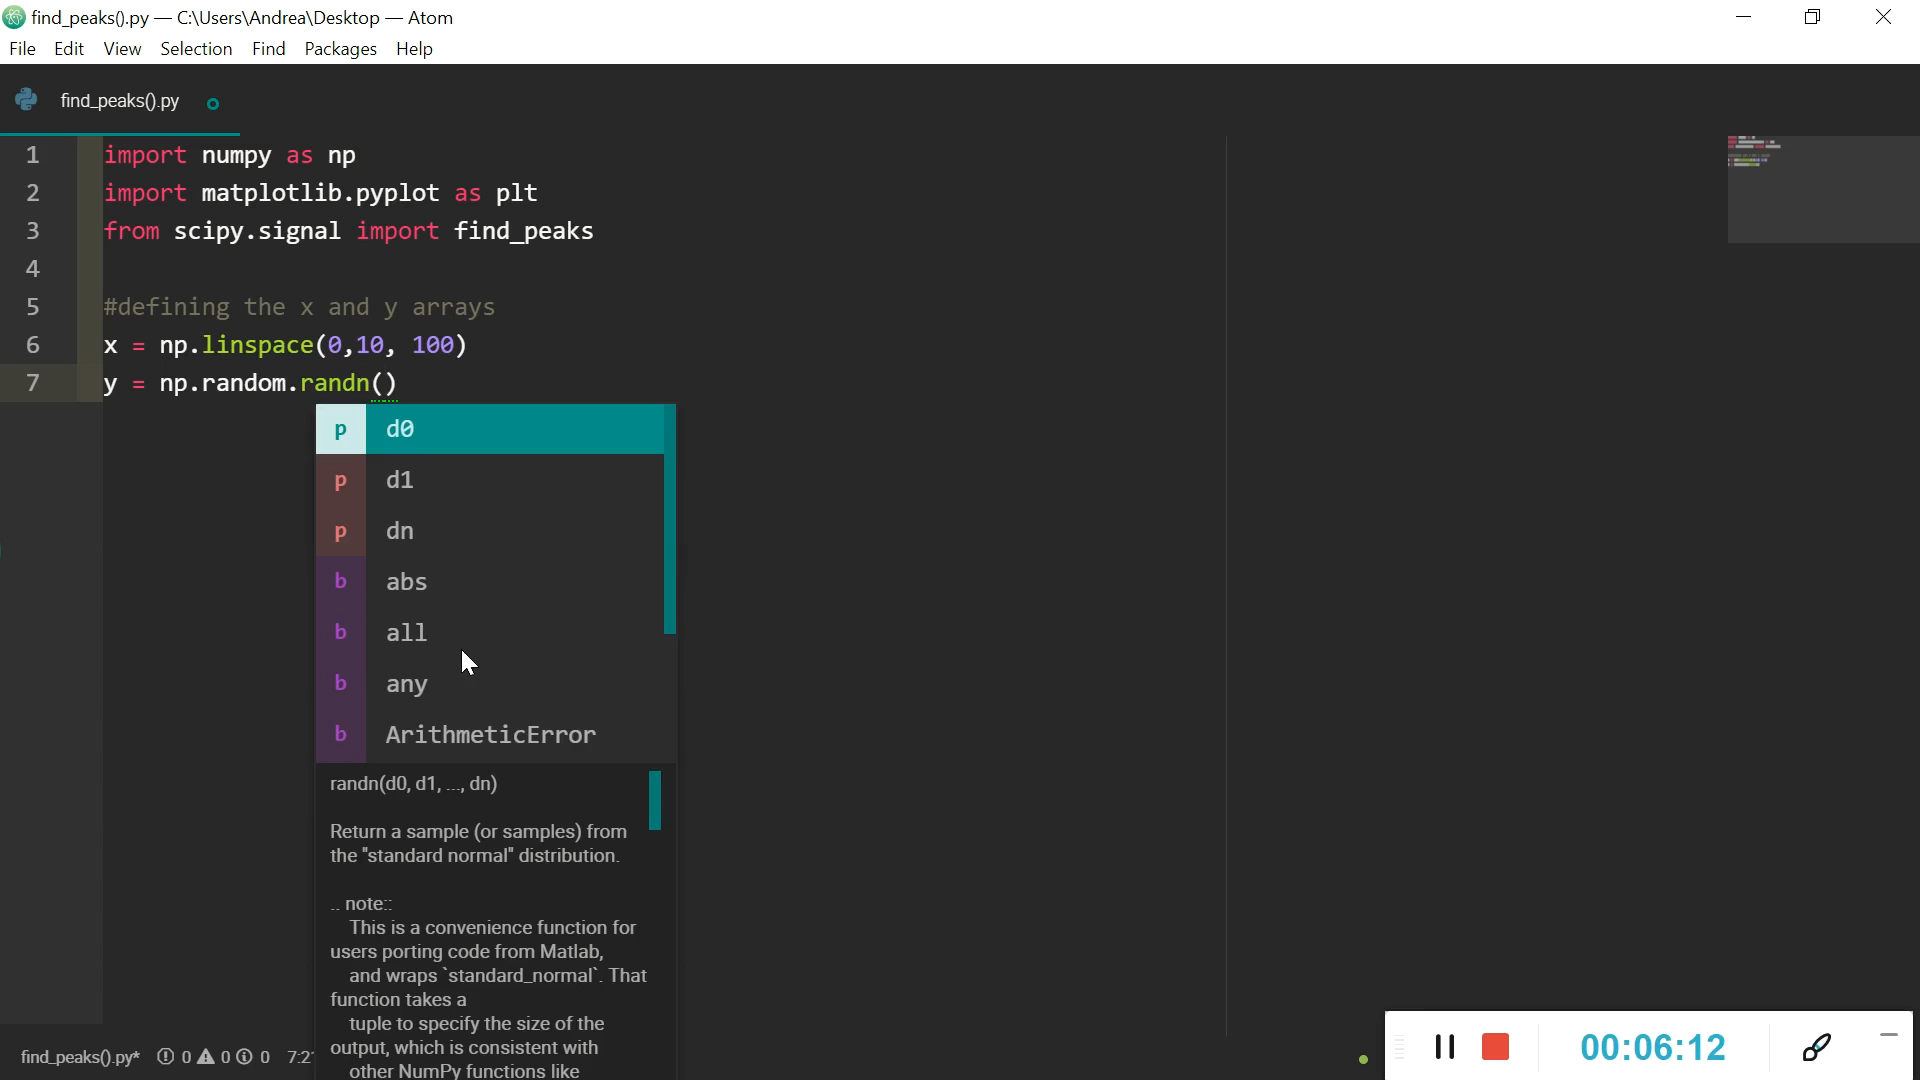 find_peaks().py — C:\Users\Andrea\Desktop — Atom
File Edit View Selection Find Packages Help
find_peaks().py
1 import numpy as np
2 import matplotlib.pyplot as plt
3 from scipy.signal import find_peaks
4
5 #defining the x and y arrays
6 x = np.linspace(0,10, 100)
7 y = np.random.randn()
p d0
p d1
p dn
b abs
b all
b any
b ArithmeticError
randn(d0, d1, ..., dn)
Return a sample (or samples) from
the "standard normal" distribution.
.. note::
This is a convenience function for
users porting code from Matlab,
and wraps `standard_normal`. That
function takes a
tuple to specify the size of the
output, which is consistent with
other NumPy functions like
find_peaks().py* 0 0 0 7:21
00:06:12